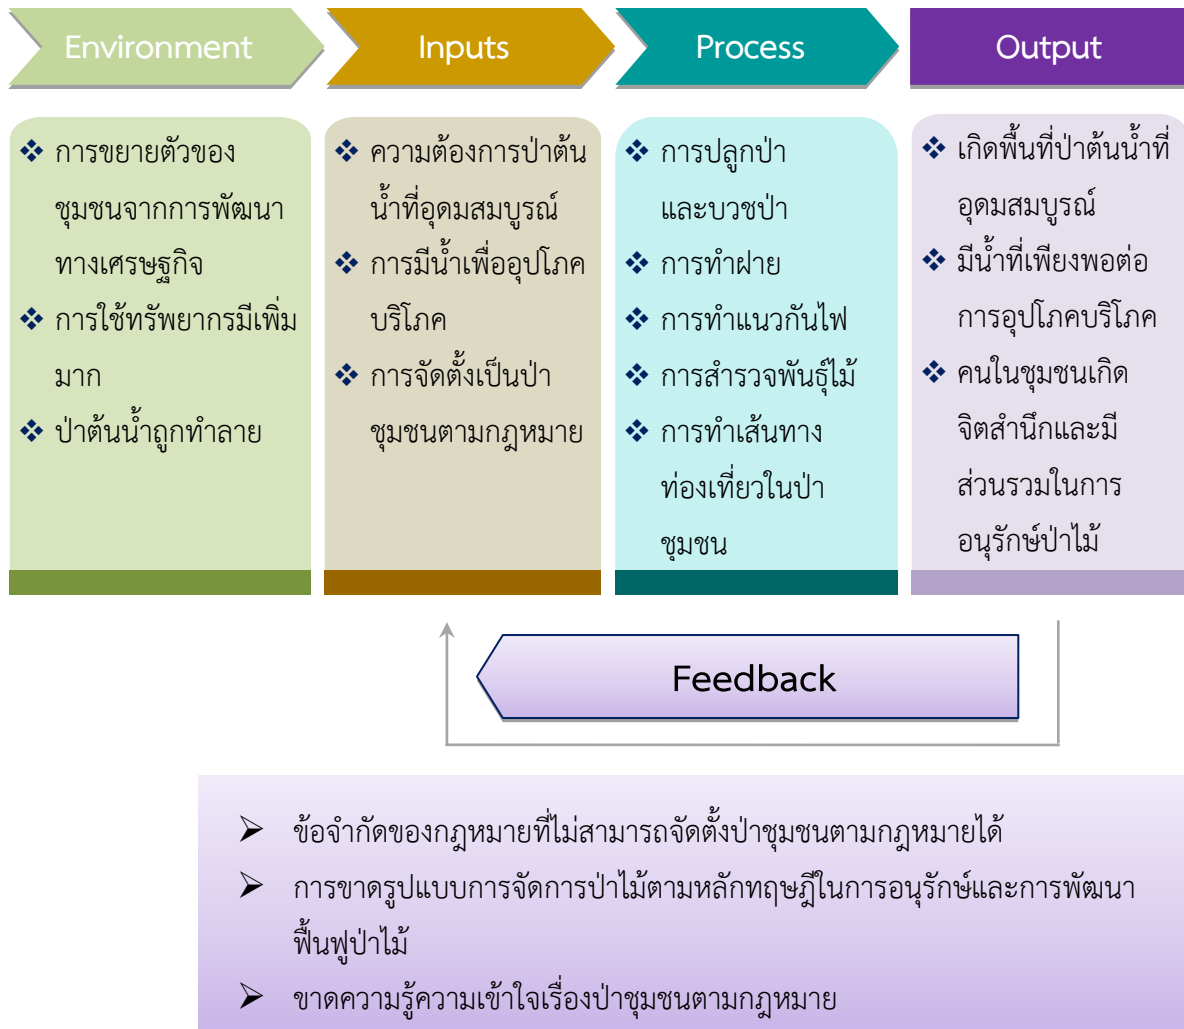 Environment
Inputs
Process
Output
❖ การขยายตัวของ
ชุมชนจากการพัฒนา
ทางเศรษฐกิจ
❖ การใช้ทรัพยากรมีเพิ่ม
มาก
❖ ป่าต้นน้ำถูกทำลาย
❖ ความต้องการป่าต้น
น้ำที่อุดมสมบูรณ์
❖ การมีน้ำเพื่ออุปโภค
บริโภค
❖ การจัดตั้งเป็นป่า
ชุมชนตามกฎหมาย
❖ การปลูกป่า
และบวชป่า
❖ การทำฝาย
❖ การทำแนวกันไฟ
❖ การสำรวจพันธุ์ไม้
❖ การทำเส้นทาง
ท่องเที่ยวในป่า
ชุมชน
❖ เกิดพื้นที่ป่าต้นน้ำที่
อุดมสมบูรณ์
❖ มีน้ำที่เพียงพอต่อ
การอุปโภคบริโภค
❖ คนในชุมชนเกิด
จิตสำนึกและมี
ส่วนรวมในการ
อนุรักษ์ป่าไม้
Feedback
➢ ข้อจำกัดของกฎหมายที่ไม่สามารถจัดตั้งป่าชุมชนตามกฎหมายได้
➢ การขาดรูปแบบการจัดการป่าไม้ตามหลักทฤษฎีในการอนุรักษ์และการพัฒนา
ฟื้นฟูป่าไม้
➢ ขาดความรู้ความเข้าใจเรื่องป่าชุมชนตามกฎหมาย